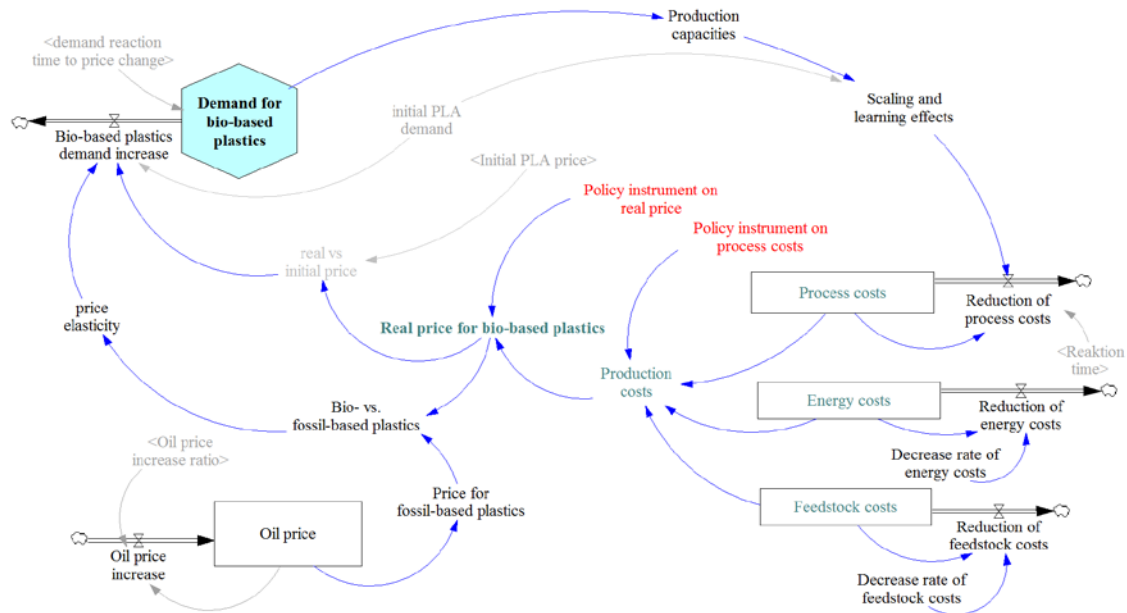 Production
capacities
<demand reaction
time to price change>
Demand for
bio-based
plastics
initial PLA
demand
Scaling and
learning effects
Bio-based plastics
demand increase
<Initial PLA price>
Policy instrument on
real price
Policy instrument on
process costs
real vs
initial price
Process costs
Reduction of
process costs
price
elasticity
Real price for bio-based plastics
<Reaktion
time>
Production
costs
Energy costs
Reduction of
energy costs
Bio- vs.
fossil-based plastics
Decrease rate of
energy costs
<Oil price
increase ratio>
Price for
fossil-based plastics
Feedstock costs
Oil price
Reduction of
feedstock costs
Oil price
increase
Decrease rate of
feedstock costs